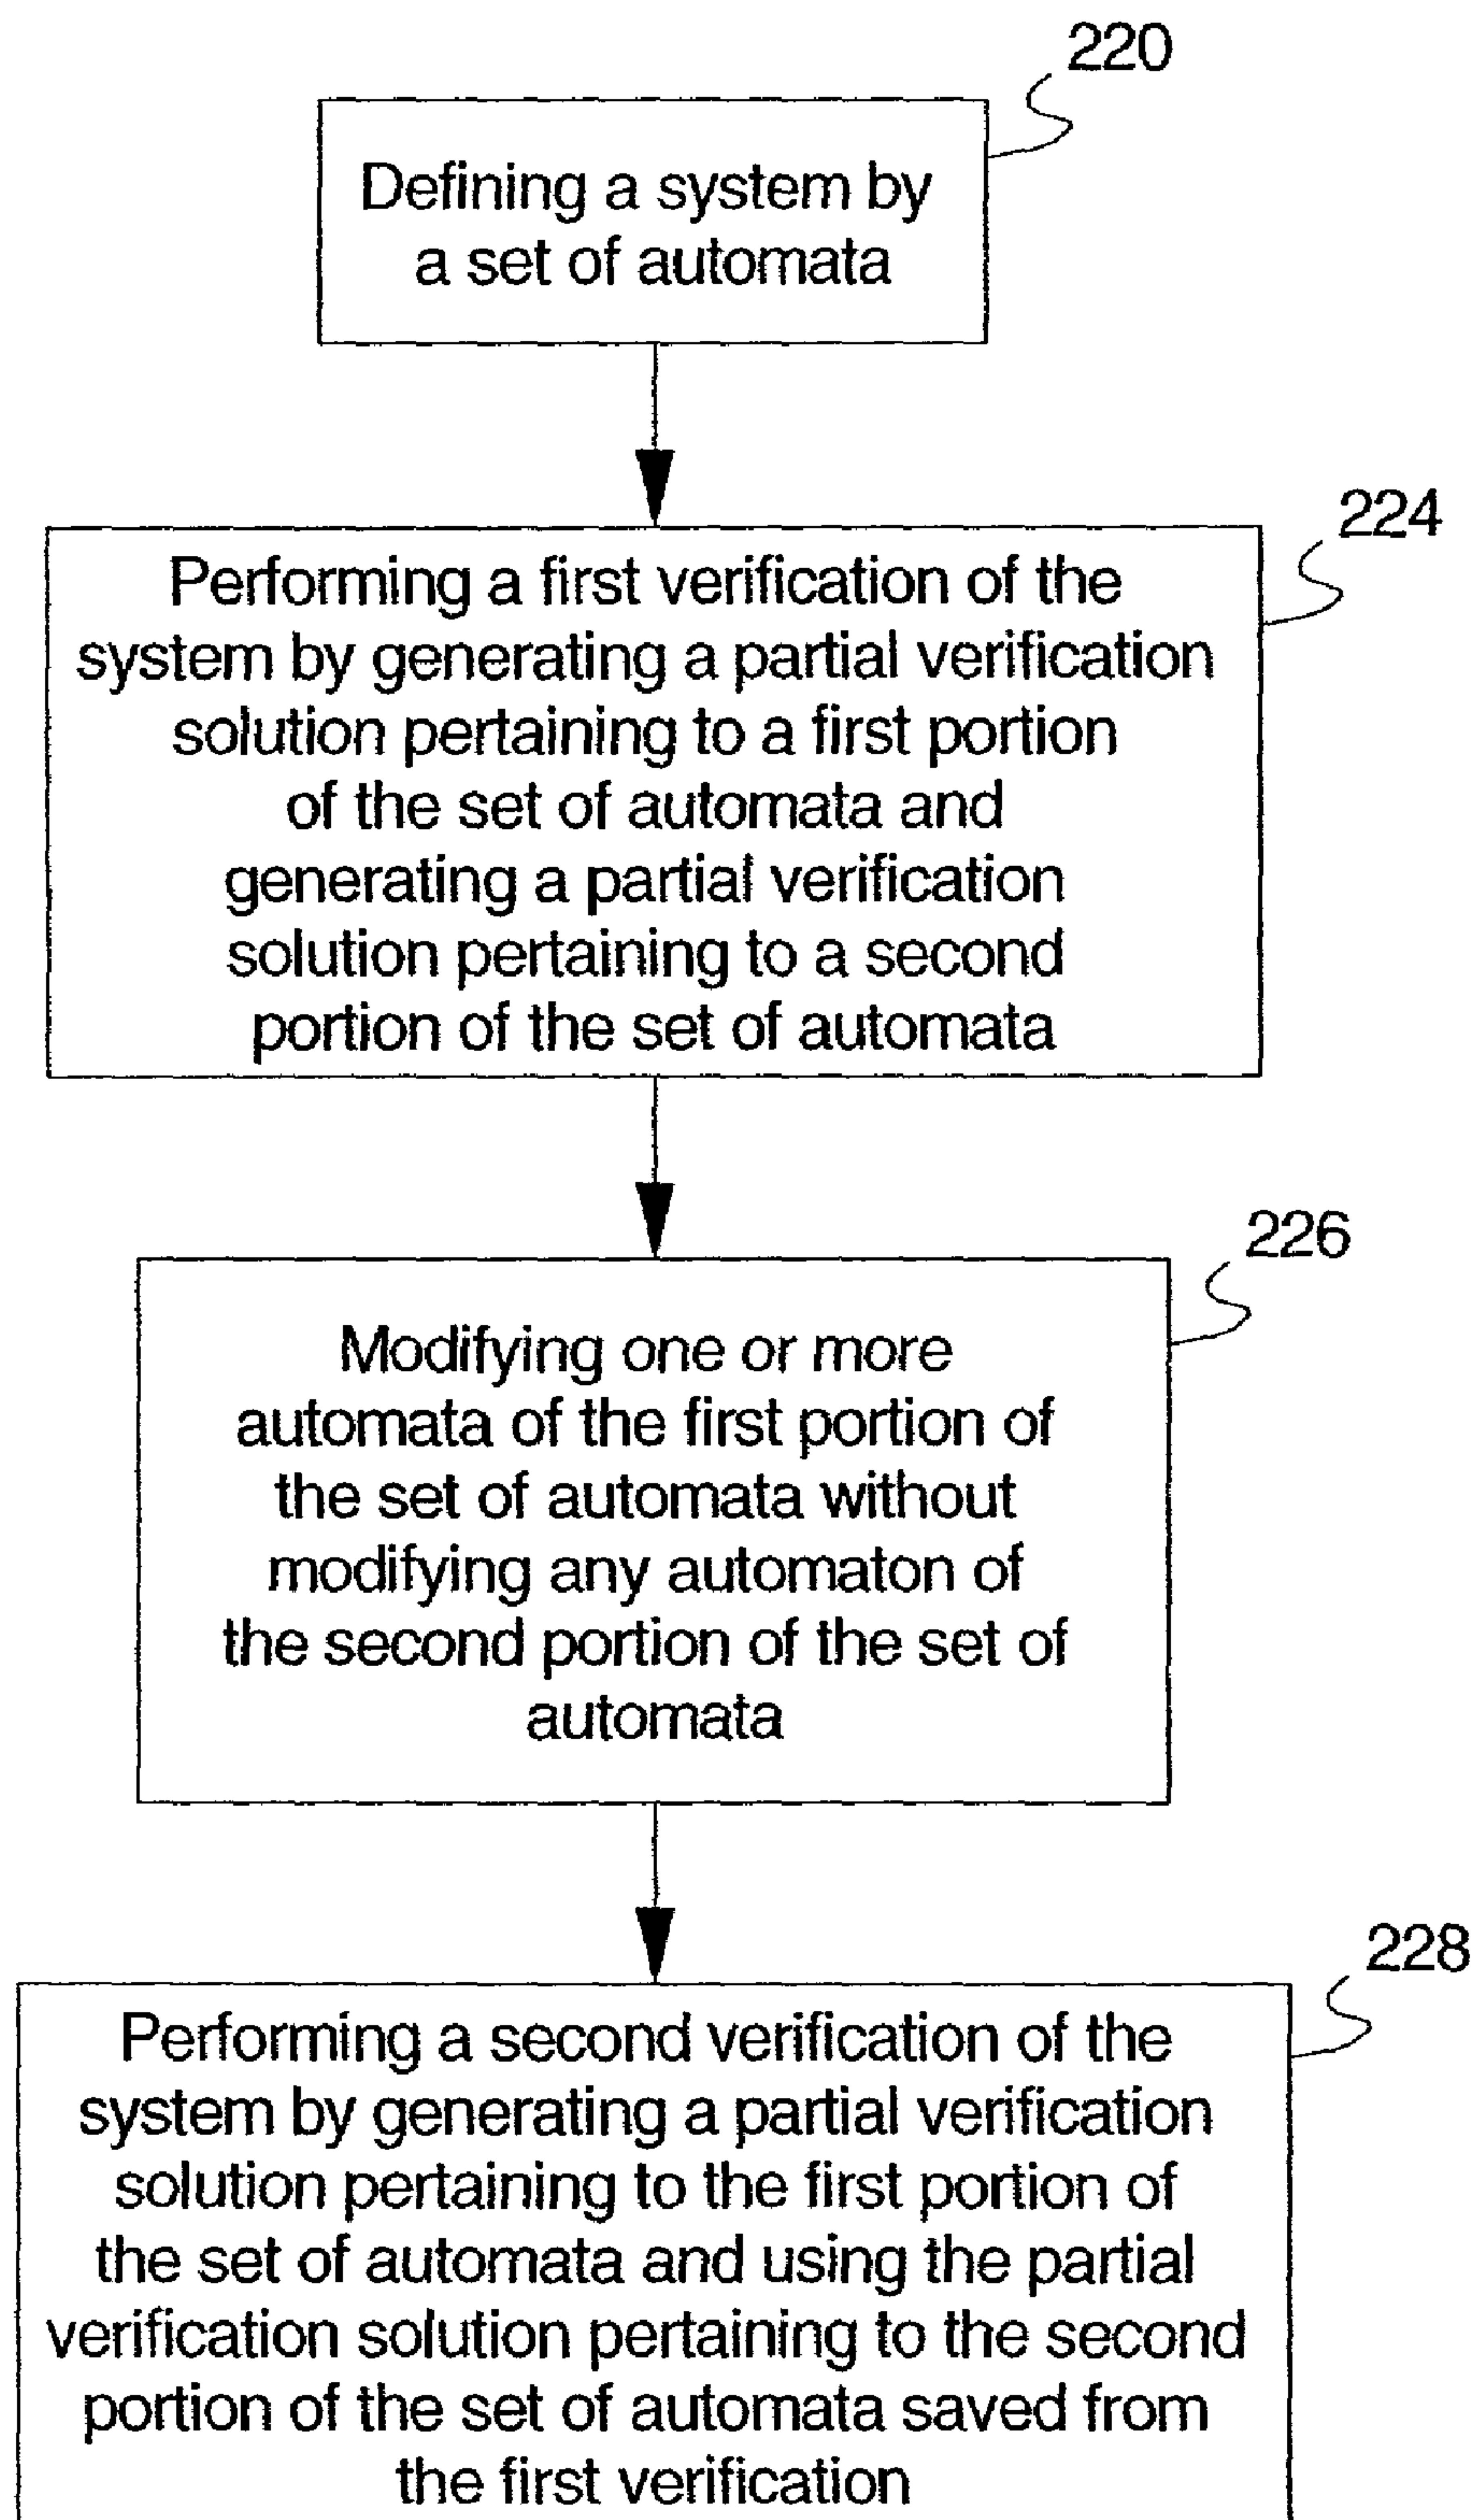 220
Defining a system by
a set of automata
224
Performing a first verification of the
system by generating a partial verification
solution pertaining to a first portion
of the set of automata and
generating a partial verification
solution pertaining to a second
portion of the set of automata
226
Modifying one or more
automata of the first portion of
the set of automata without
modifying any automaton of
the second portion of the set of
automata
228
Performing a second verification of the
system by generating a partial verification
solution pertaining to the first portion of
the set of automata and using the partial
verification solution pertaining to the second
portion of the set of automata saved from
the first verification